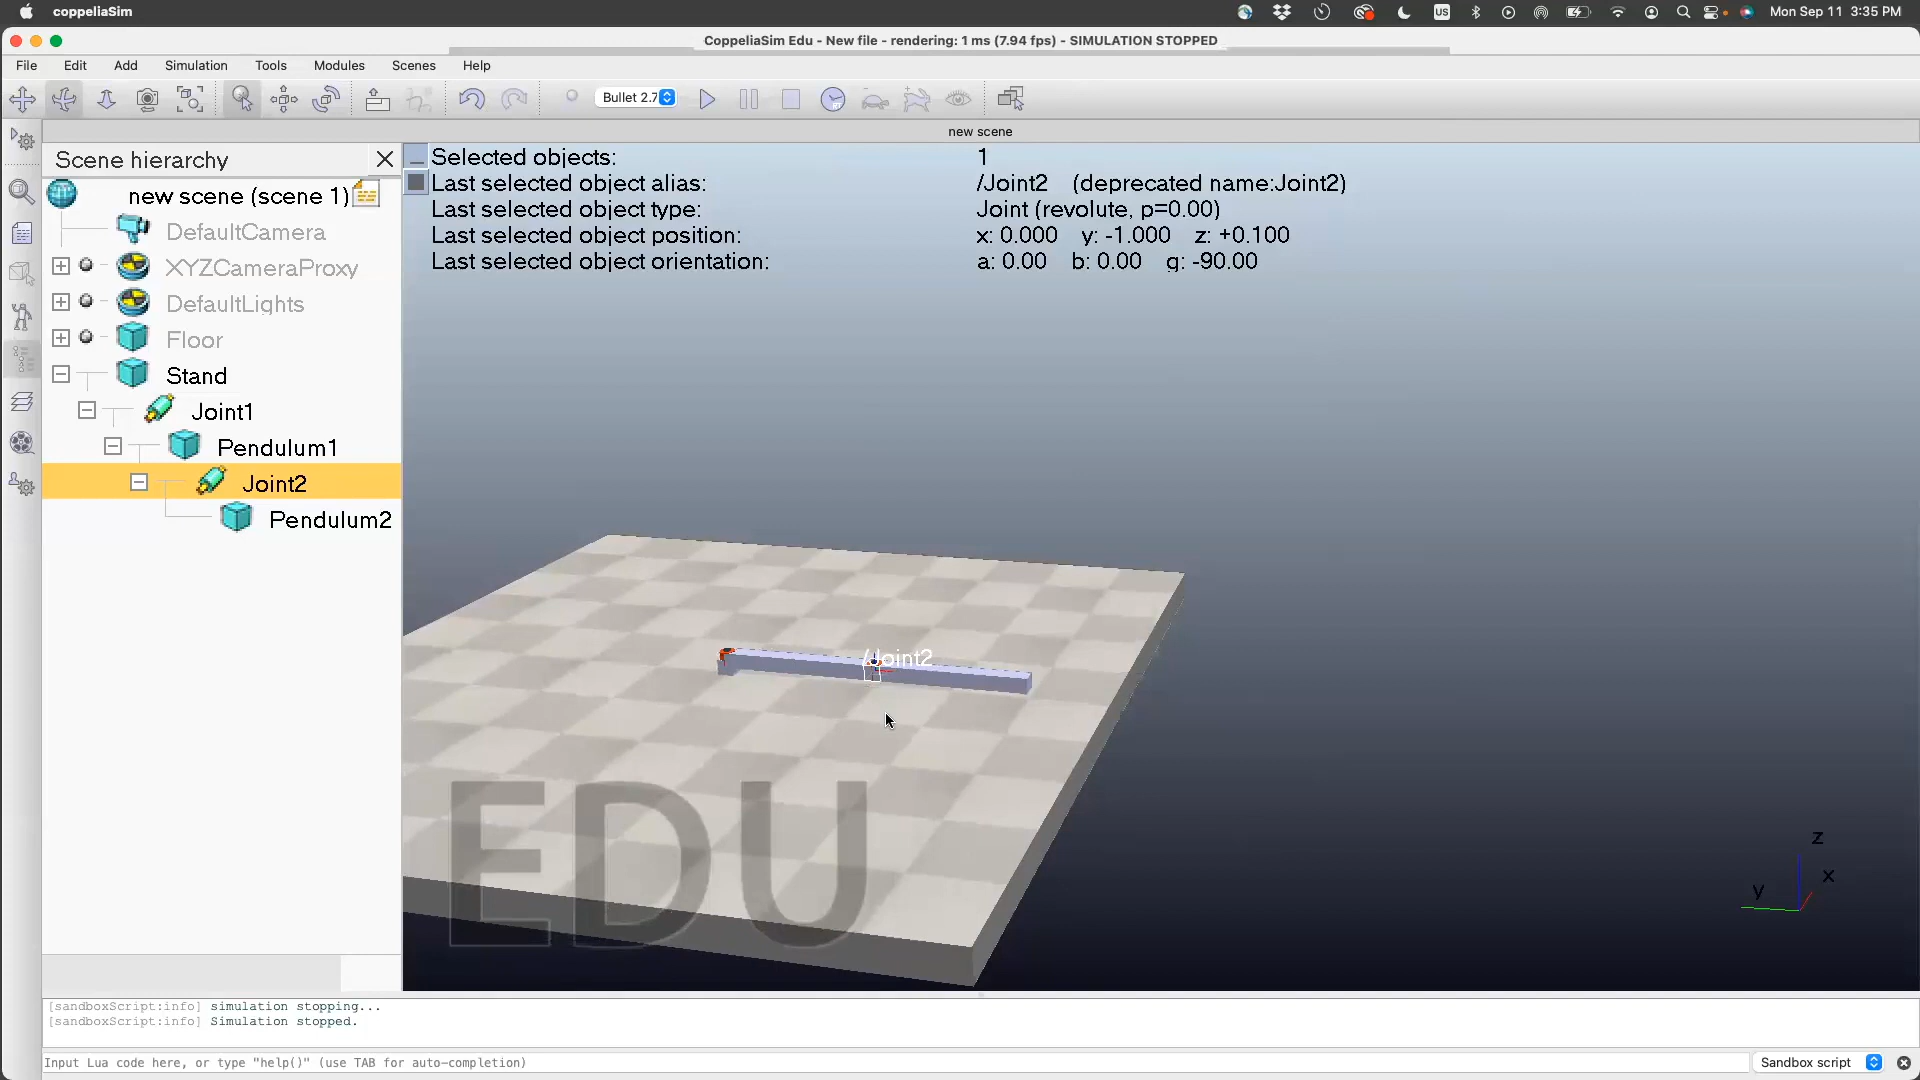 coppeliaSim
US
Mon Sep 11 3:35 PM
CoppeliaSim Edu - New file - rendering: 1 ms (7.94 fps) - SIMULATION STOPPED
File Edit Add Simulation Tools Modules Scenes Help
Bullet 2.7
new scene
Scene hierarchy
new scene (scene 1)
DefaultCamera
XYZCameraProxy
DefaultLights
Floor
Stand
Joint1
Pendulum1
Joint2
Pendulum2
Selected objects: 1
Last selected object alias: /Joint2 (deprecated name:Joint2)
Last selected object type: Joint (revolute, p=0.00)
Last selected object position: x: 0.000 y: -1.000 z: +0.100
Last selected object orientation: a: 0.00 b: 0.00 g: -90.00
/Joint2
EDU
z
x
y
[sandboxScript:info] simulation stopping...
[sandboxScript:info] Simulation stopped.
Input Lua code here, or type "help()" (use TAB for auto-completion)
Sandbox script